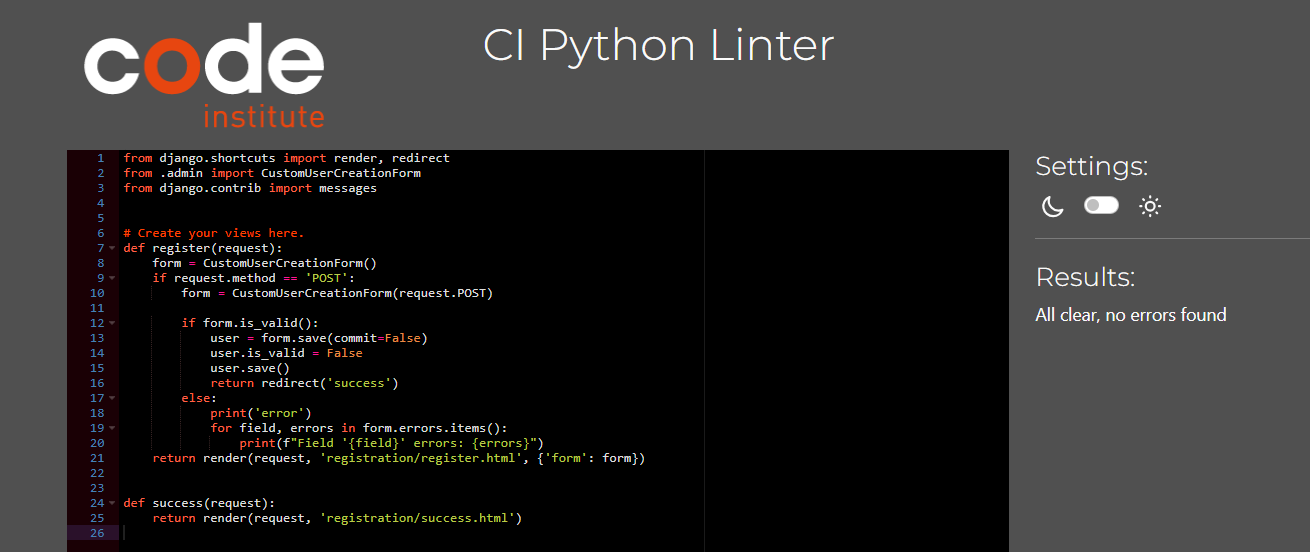 code
institute
CI Python Linter
1 from django.shortcuts import render, redirect
2 from .admin import CustomUserCreationForm
3 from django.contrib import messages
4
5
6 # Create your views here.
7 def register(request):
8     form = CustomUserCreationForm()
9     if request.method == 'POST':
10         form = CustomUserCreationForm(request.POST)
11
12         if form.is_valid():
13             user = form.save(commit=False)
14             user.is_valid = False
15             user.save()
16             return redirect('success')
17         else:
18             print('error')
19             for field, errors in form.errors.items():
20                 print(f"Field '{field}' errors: {errors}")
21     return render(request, 'registration/register.html', {'form': form})
22
23
24 def success(request):
25     return render(request, 'registration/success.html')
26
Settings:
Results:
All clear, no errors found